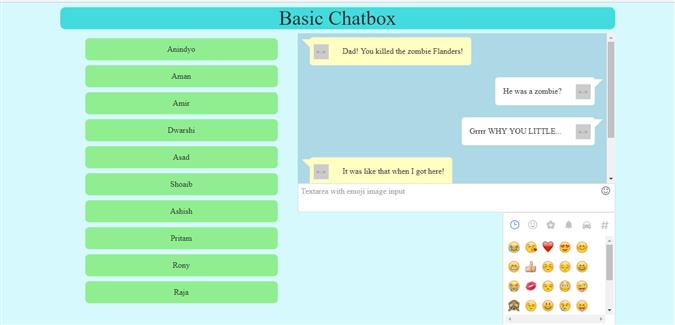 Basic Chatbox
Anindyo
Aman
Amir
Dwarshi
Asad
Shoaib
Ashish
Pritam
Rony
Raja
Dad! You killed the zombie Flanders!
He was a zombie?
Grrrr WHY YOU LITTLE...
It was like that when I got here!
Textarea with emoji image input